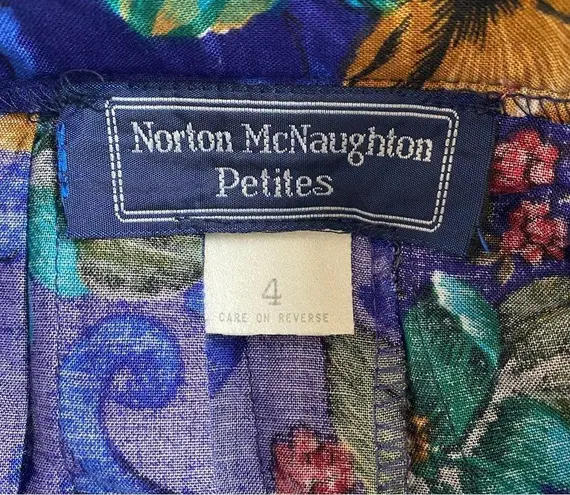 Norton McNaughton
Petites
4
CARE ON REVERSE